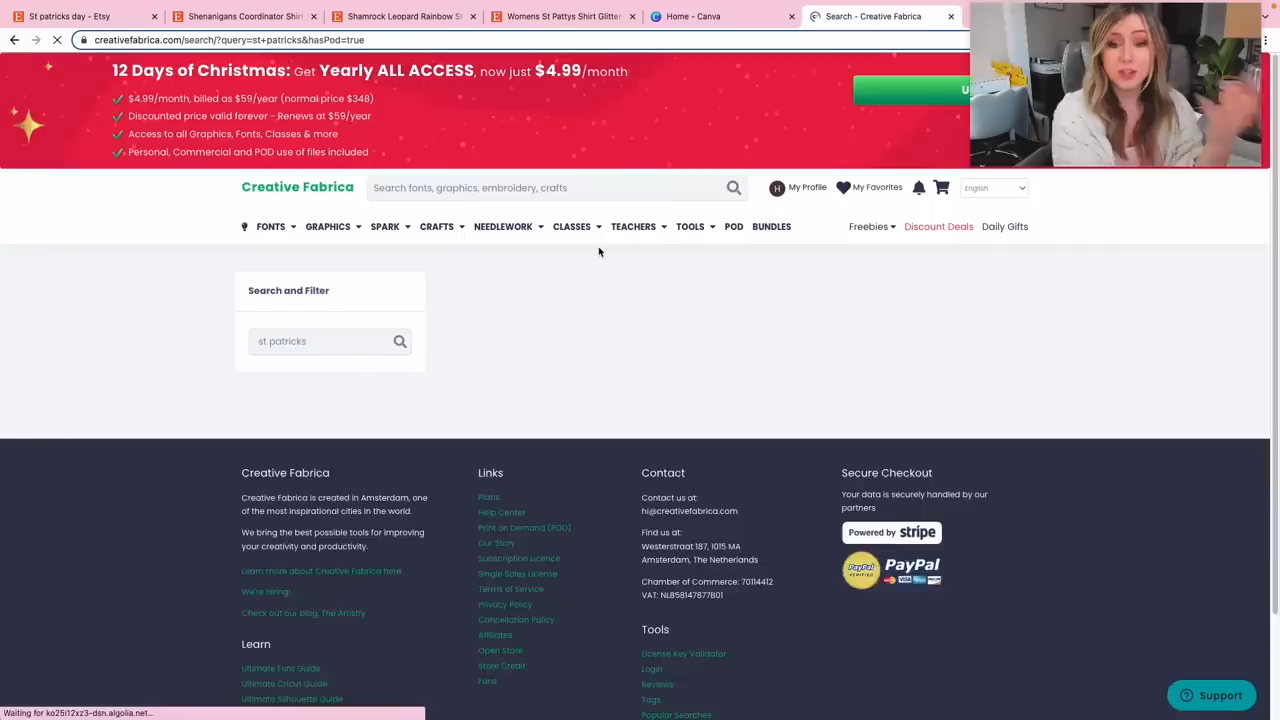 St patricks day - Etsy
Shenanigans Coordinator Shirt
Shamrock Leopard Rainbow S
Womens St Pattys Shirt Glitter
Home - Canva
Search - Creative Fabrica
creativefabrica.com/search/?query=st+patricks&hasPod=true
12 Days of Christmas: Get Yearly ALL ACCESS, now just $4.99/month
$4.99/month, billed as $59/year (normal price $348)
Discounted price valid forever - Renews at $59/year
Access to all Graphics, Fonts, Classes & more
Personal, Commercial and POD use of files included
U
Creative Fabrica
Search fonts, graphics, embroidery, crafts
H My Profile
My Favorites
English
FONTS GRAPHICS SPARK CRAFTS NEEDLEWORK CLASSES TEACHERS TOOLS POD BUNDLES
Freebies Discount Deals Daily Gifts
Search and Filter
st patricks
Creative Fabrica
Creative Fabrica is created in Amsterdam, one
of the most inspirational cities in the world.
We bring the best possible tools for improving
your creativity and productivity.
Learn more about Creative Fabrica here.
We're hiring!
Check out our blog, The Artistry
Learn
Ultimate Font Guide
Ultimate Cricut Guide
Ultimate Silhouette Guide
Links
Plans
Help Center
Print on Demand (POD)
Our Story
Subscription Licence
Single Sales License
Terms of Service
Privacy Policy
Cancellation Policy
Affiliates
Open Store
Store Credit
Fans
Contact
Contact us at:
hi@creativefabrica.com
Find us at:
Westerstraat 187, 1015 MA
Amsterdam, The Netherlands
Chamber of Commerce: 70114412
VAT: NL858147877B01
Tools
License Key Validator
Login
Reviews
Tags
Popular Searches
Secure Checkout
Your data is securely handled by our
partners
Powered by stripe
PayPal
Support
Waiting for ko25i12xz3-dsn.algolia.net...